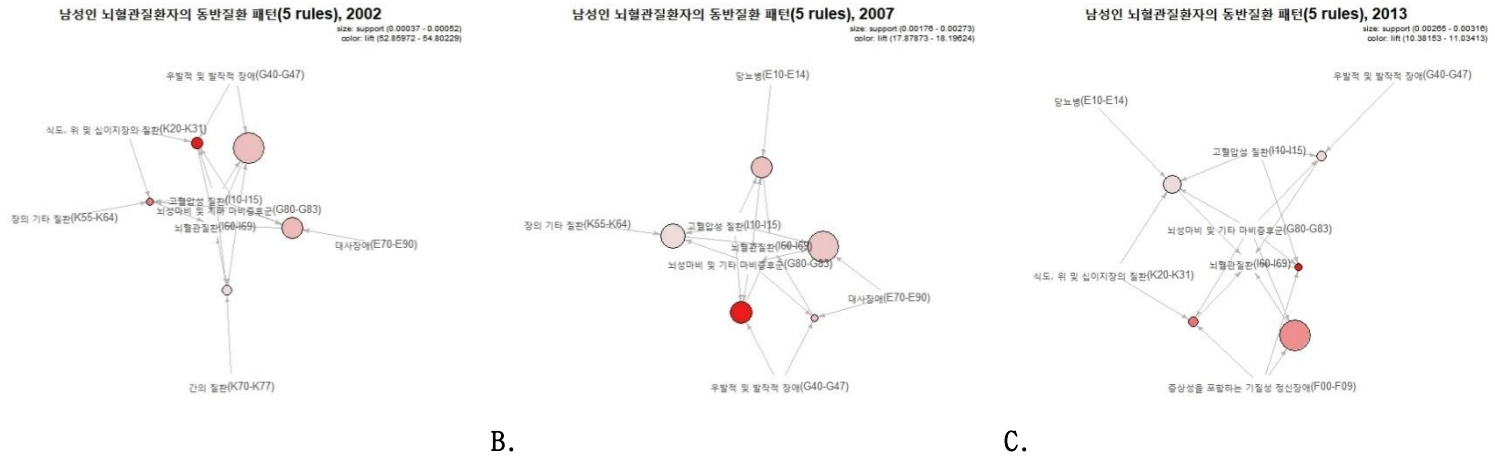 남성인 뇌혈관질환자의 동반질환 패턴(5 rules), 2002
size: support (0.00037 - 0.00052)
color: lift (52.85972 - 54.80229)
우발적 및 발작적 장애(G40-G47)
식도, 위 및 십이지장의 질환(K20-K31)
고혈압성 질환(I10-I15)
뇌성마비 및 기타 마비증후군(G80-G83)
장의 기타 질환(K55-K64)
뇌혈관질환(I60-I69)
대사장애(E70-E90)
간의 질환(K70-K77)
남성인 뇌혈관질환자의 동반질환 패턴(5 rules), 2007
size: support (0.00176 - 0.00273)
color: lift (17.87873 - 18.19624)
당뇨병(E10-E14)
장의 기타 질환(K55-K64)
고혈압성 질환(I10-I15)
뇌혈관질환(I60-I69)
뇌성마비 및 기타 마비증후군(G80-G83)
대사장애(E70-E90)
우발적 및 발작적 장애(G40-G47)
남성인 뇌혈관질환자의 동반질환 패턴(5 rules), 2013
size: support (0.00265 - 0.00316)
color: lift (10.38153 - 11.03413)
우발적 및 발작적 장애(G40-G47)
당뇨병(E10-E14)
고혈압성 질환(I10-I15)
뇌성마비 및 기타 마비증후군(G80-G83)
뇌혈관질환(I60-I69)
식도, 위 및 십이지장의 질환(K20-K31)
증상성을 포함하는 기질성 정신장애(F00-F09)
B.
C.